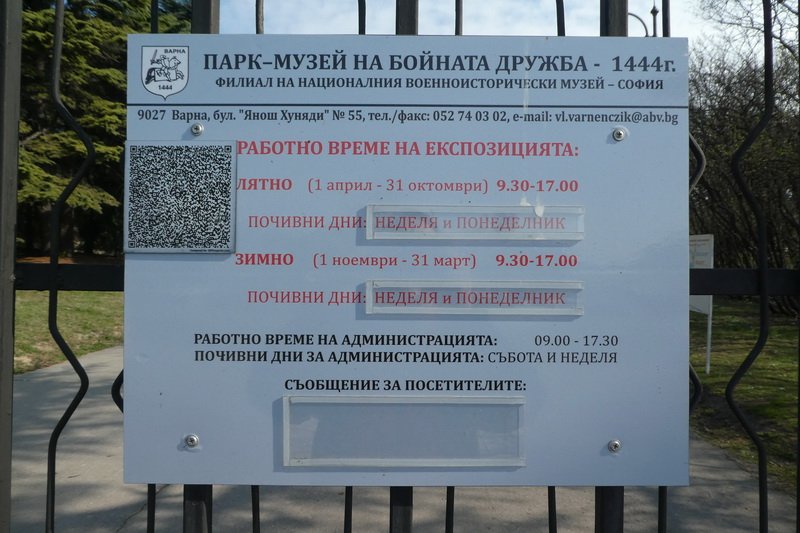 ВАРНА
1444
ПАРК–МУЗЕЙ НА БОЙНАТА ДРУЖБА - 1444г.
ФИЛИАЛ НА НАЦИОНАЛНИЯ ВОЕННОИСТОРИЧЕСКИ МУЗЕЙ – СОФИЯ
9027 Варна, бул. "Янош Хуняди" № 55, тел./факс: 052 74 03 02, e-mail: vl.varnenczik@abv.bg
РАБОТНО ВРЕМЕ НА ЕКСПОЗИЦИЯТА:
ЛЯТНО (1 април - 31 октомври) 9.30-17.00
ПОЧИВНИ ДНИ: НЕДЕЛЯ и ПОНЕДЕЛНИК
ЗИМНО (1 ноември - 31 март) 9.30-17.00
ПОЧИВНИ ДНИ: НЕДЕЛЯ и ПОНЕДЕЛНИК
РАБОТНО ВРЕМЕ НА АДМИНИСТРАЦИЯТА: 09.00 - 17.30
ПОЧИВНИ ДНИ ЗА АДМИНИСТРАЦИЯТА: СЪБОТА И НЕДЕЛЯ
СЪОБЩЕНИЕ ЗА ПОСЕТИТЕЛИТЕ: